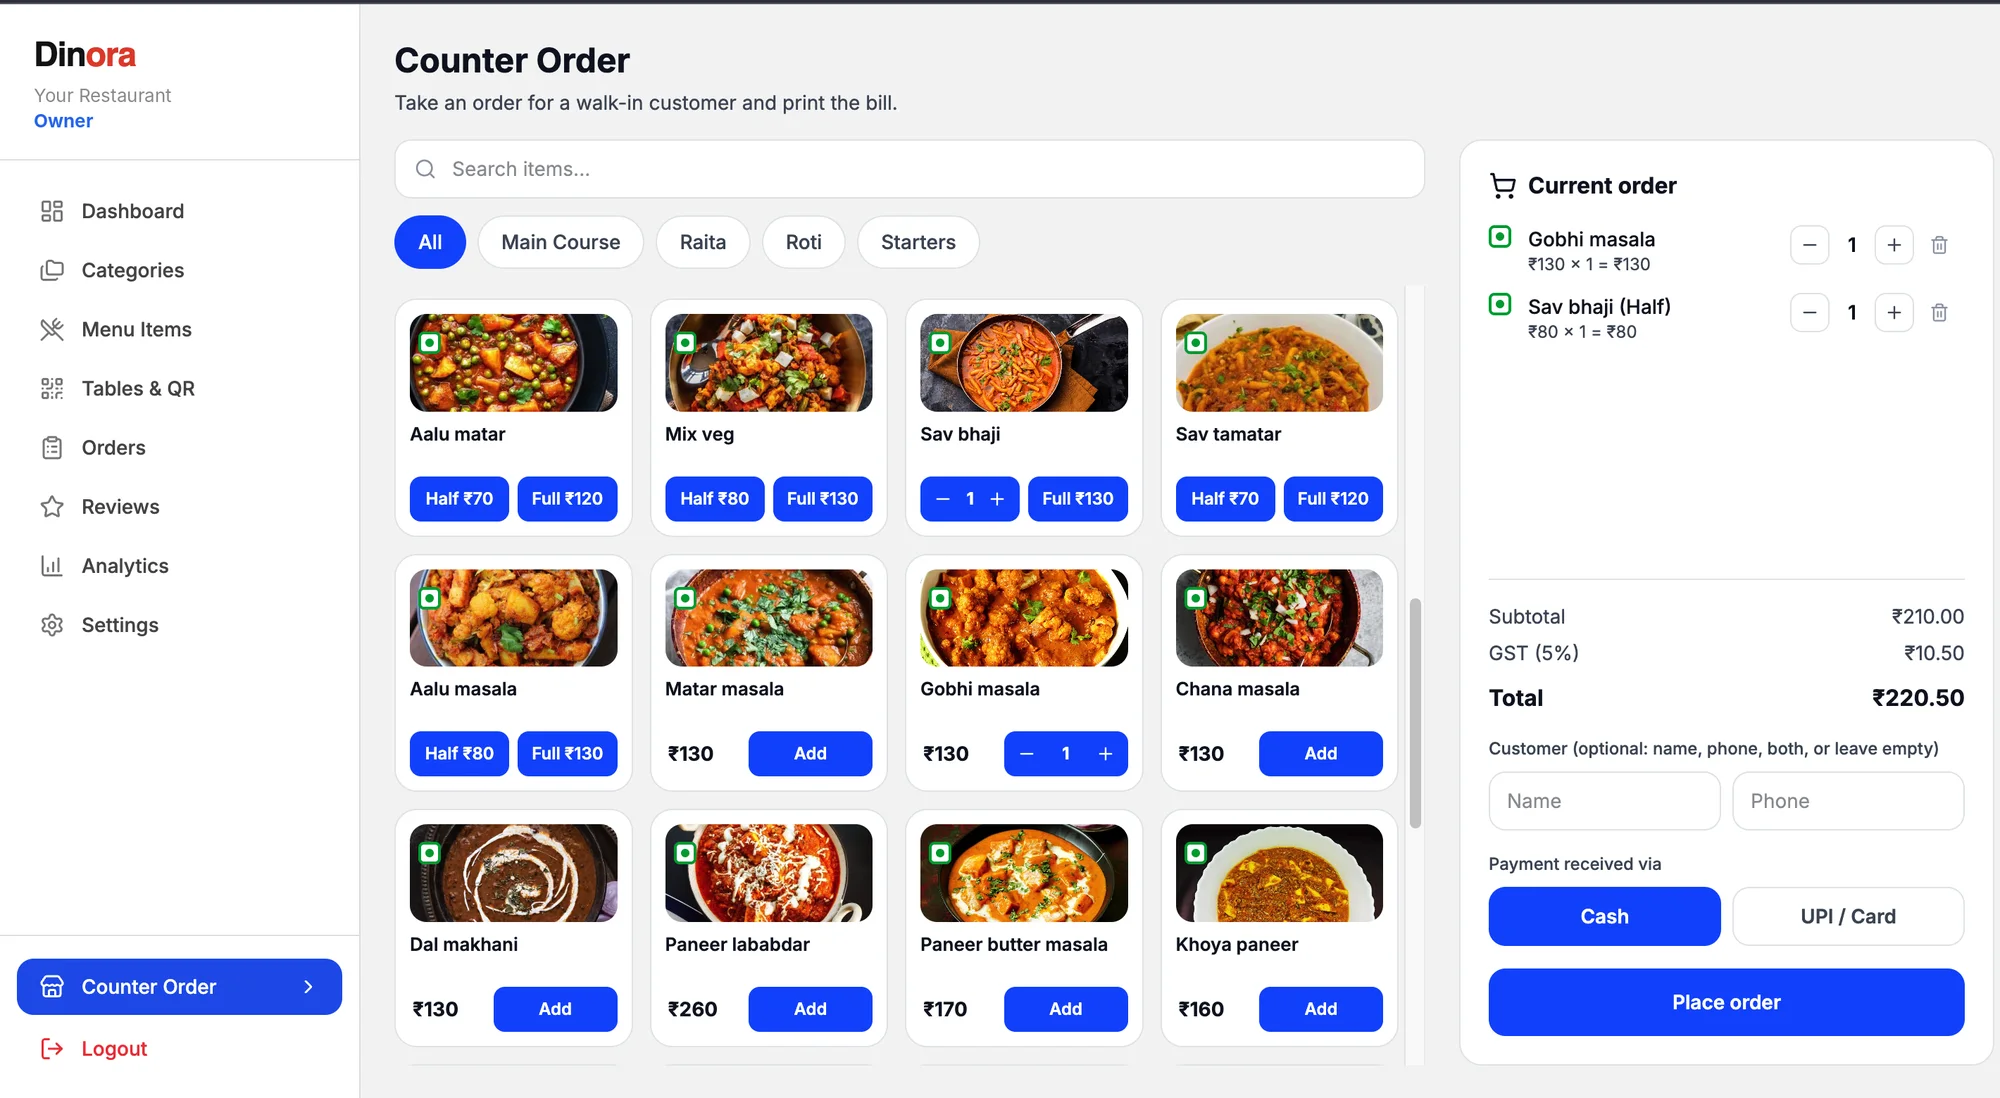 Dinora
Your Restaurant
Owner
Dashboard
Categories
Menu Items
Tables & QR
Orders
Reviews
Analytics
Settings
Counter Order
Logout
Counter Order
Take an order for a walk-in customer and print the bill.
Search items...
All Main Course Raita Roti Starters
Aalu matar
Half ₹70 Full ₹120
Mix veg
Half ₹80 Full ₹130
Sav bhaji
− 1 + Full ₹130
Sav tamatar
Half ₹70 Full ₹120
Aalu masala
Half ₹80 Full ₹130
Matar masala
₹130 Add
Gobhi masala
₹130 − 1 +
Chana masala
₹130 Add
Dal makhani
₹130 Add
Paneer lababdar
₹260 Add
Paneer butter masala
₹170 Add
Khoya paneer
₹160 Add
Current order
Gobhi masala
₹130 × 1 = ₹130
− 1 +
Sav bhaji (Half)
₹80 × 1 = ₹80
− 1 +
Subtotal ₹210.00
GST (5%) ₹10.50
Total ₹220.50
Customer (optional: name, phone, both, or leave empty)
Name Phone
Payment received via
Cash UPI / Card
Place order